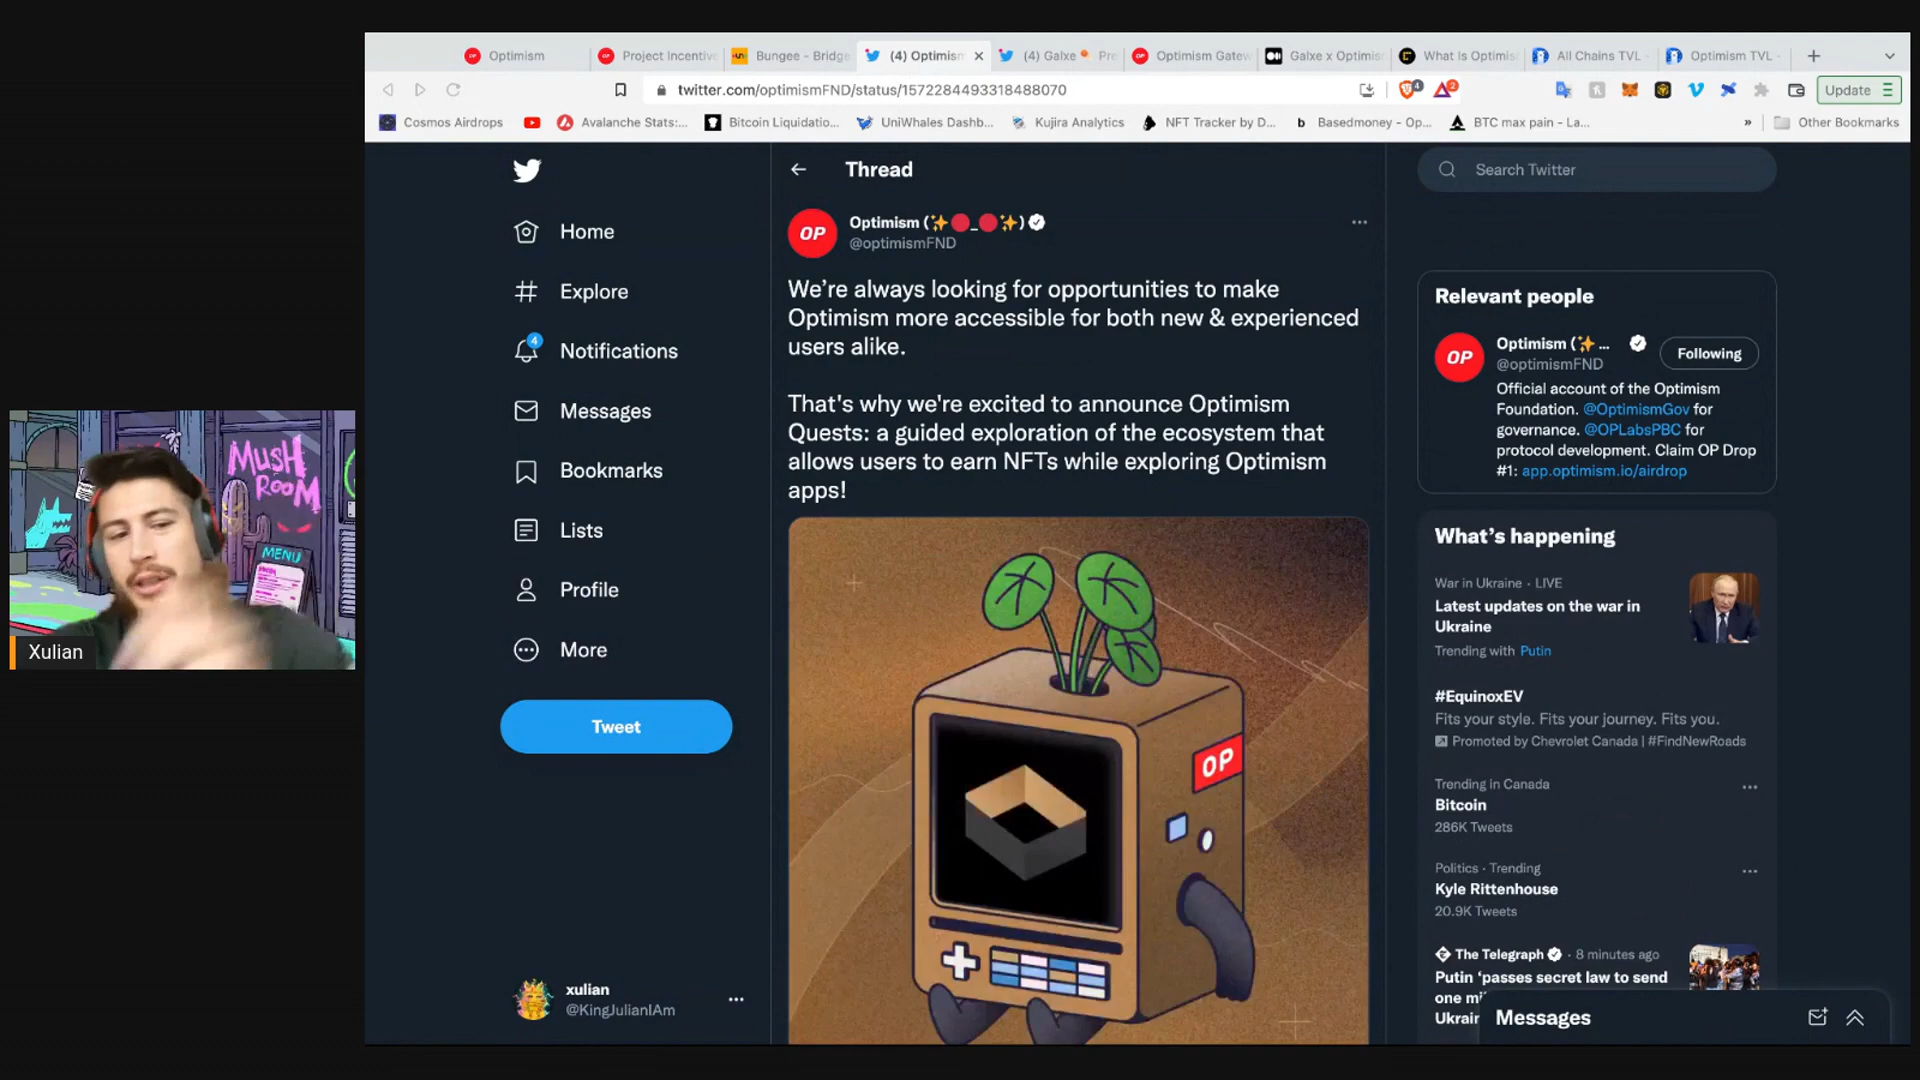 Optimism
Project Incentive
Bungee - Bridge
(4) Optimism
(4) Galxe
Pre
Optimism Gatew
Galxe x Optimis
What Is Optimis
All Chains TVL -
Optimism TVL -
twitter.com/optimismFND/status/1572284493318488070
4
2
Update
Cosmos Airdrops
Avalanche Stats:...
Bitcoin Liquidatio...
UniWhales Dashb...
Kujira Analytics
NFT Tracker by D...
b
Basedmoney - Op...
BTC max pain - La...
»
Other Bookmarks
Home
Explore
4
Notifications
Messages
Bookmarks
Lists
Profile
More
Tweet
xulian
@KingJulianIAm
Thread
OP
Optimism (✨🔴_🔴✨)
@optimismFND
We’re always looking for opportunities to make
Optimism more accessible for both new & experienced
users alike.
That's why we're excited to announce Optimism
Quests: a guided exploration of the ecosystem that
allows users to earn NFTs while exploring Optimism
apps!
OP
Search Twitter
Relevant people
OP
Optimism (✨ ...
@optimismFND
Following
Official account of the Optimism
Foundation. @OptimismGov for
governance. @OPLabsPBC for
protocol development. Claim OP Drop
#1: app.optimism.io/airdrop
What’s happening
War in Ukraine · LIVE
Latest updates on the war in
Ukraine
Trending with Putin
#EquinoxEV
Fits your style. Fits your journey. Fits you.
Promoted by Chevrolet Canada | #FindNewRoads
Trending in Canada
Bitcoin
286K Tweets
Politics · Trending
Kyle Rittenhouse
20.9K Tweets
The Telegraph · 8 minutes ago
Putin ‘passes secret law to send
one mi
Ukrain
Messages
MUSH
ROOM
MENU
Xulian